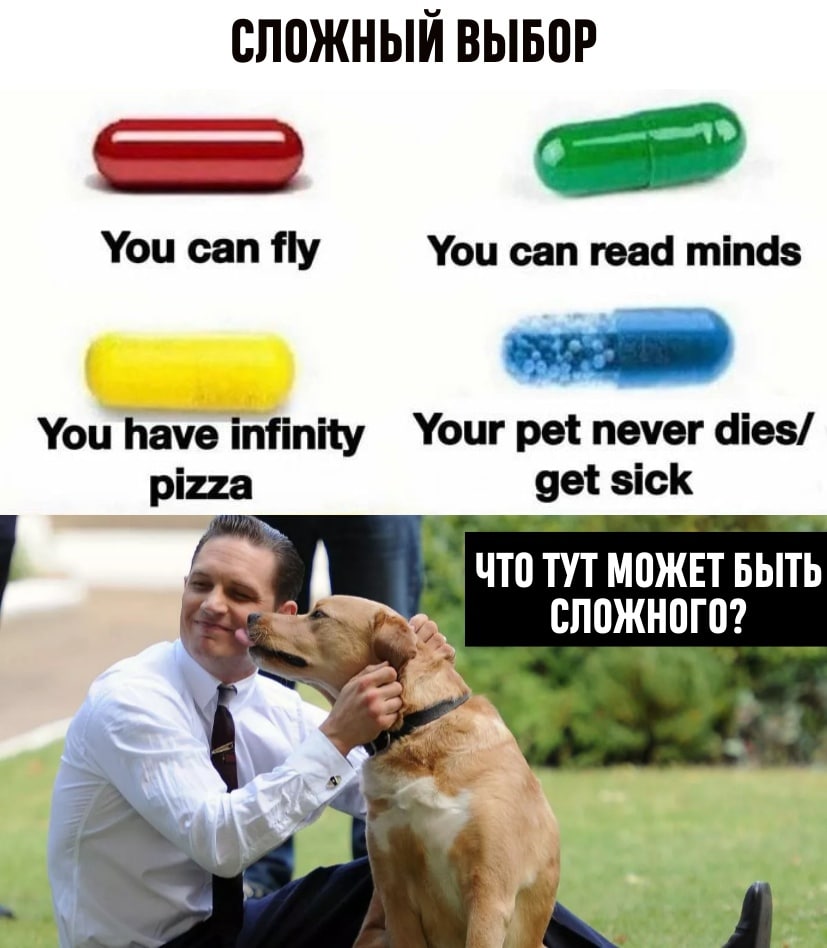 СЛОЖНЫЙ ВЫБОР
You can fly
You can read minds
You have infinity
pizza
Your pet never dies/
get sick
ЧТО ТУТ МОЖЕТ БЫТЬ
СЛОЖНОГО?